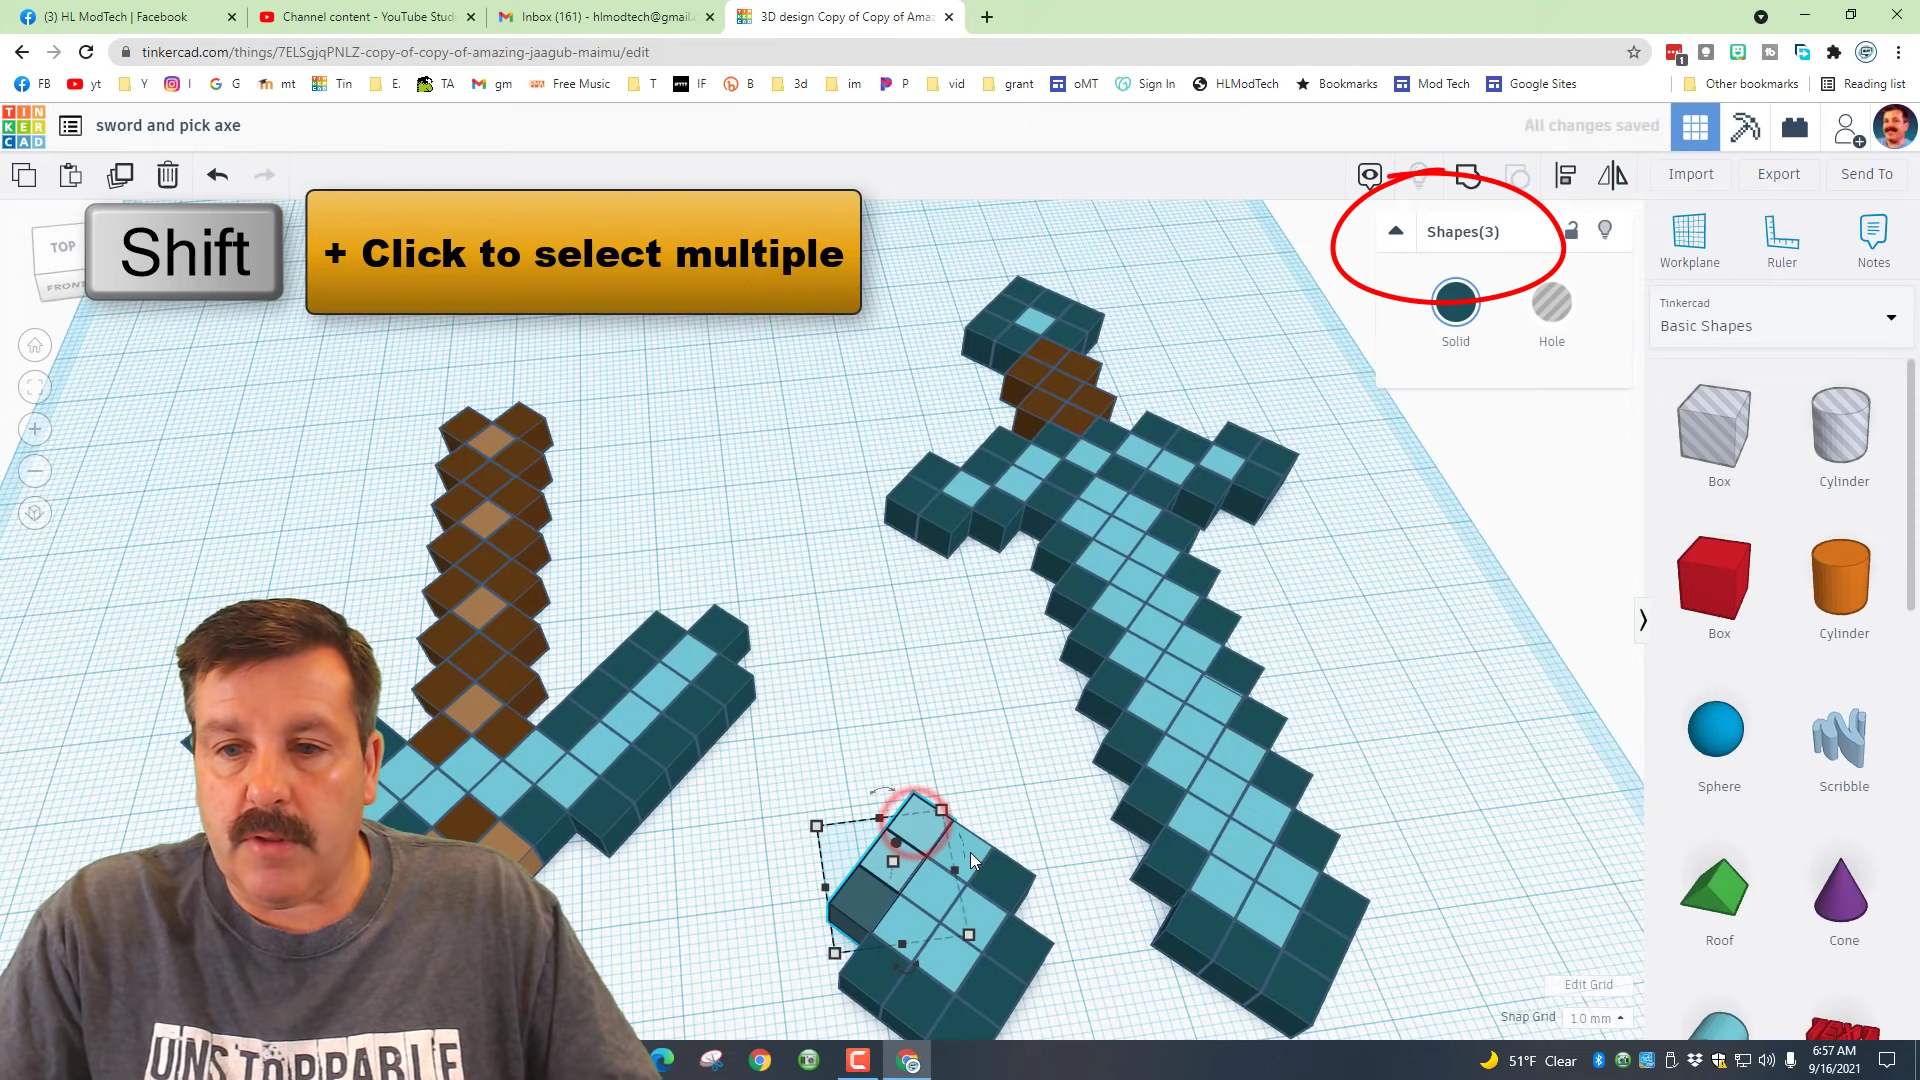 (3) HL ModTech | Facebook
Channel content - YouTube Stud
Inbox (161) - hlmodtech@gmail.
3D design Copy of Copy of Ama
tinkercad.com/things/7ELSgjqPNLZ-copy-of-copy-of-amazing-jaagub-maimu/edit
1
FB
yt
Y
I
G
mt
Tin
E.
TA
gm
Free Music
T
IF
B
3d
im
P
vid
grant
oMT
Sign In
HLModTech
Bookmarks
Mod Tech
Google Sites
Other bookmarks
Reading list
TIN
KER
CAD
sword and pick axe
All changes saved
Import
Export
Send To
TOP
FRONT
Shift
+ Click to select multiple
Shapes(3)
Solid
Hole
Workplane
Ruler
Notes
Tinkercad
Basic Shapes
Box
Cylinder
Box
Cylinder
Sphere
Scribble
Roof
Cone
Edit Grid
Snap Grid
1.0 mm
UNSTOPPABLE
51°F Clear
6:57 AM
9/16/2021